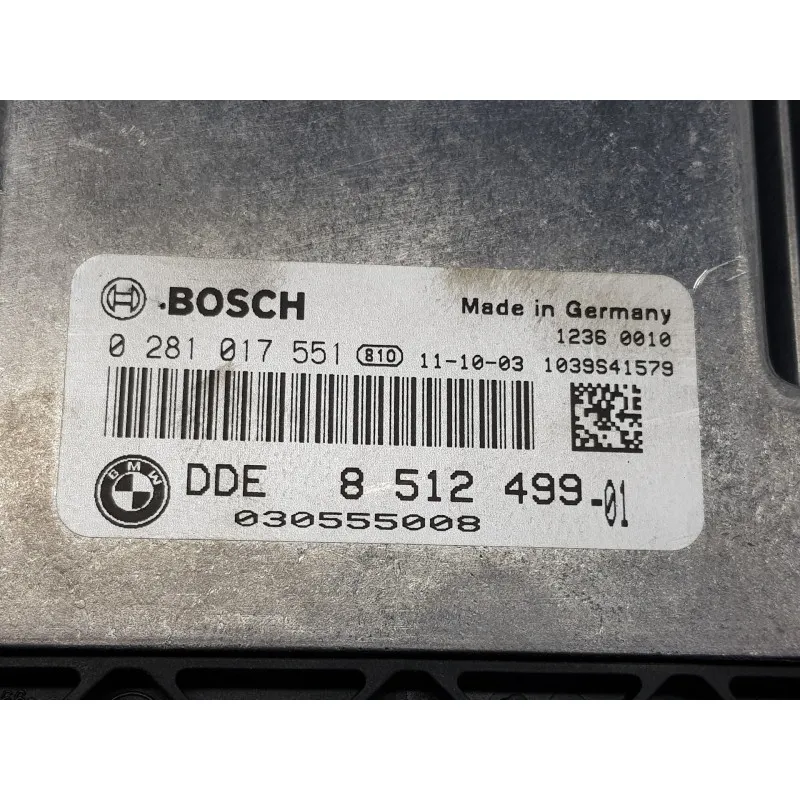 BOSCH
Made in Germany
1236 0010
0 281 017 551 810 11-10-03 1039S41579
BMW
DDE 8 512 499-01
030555008